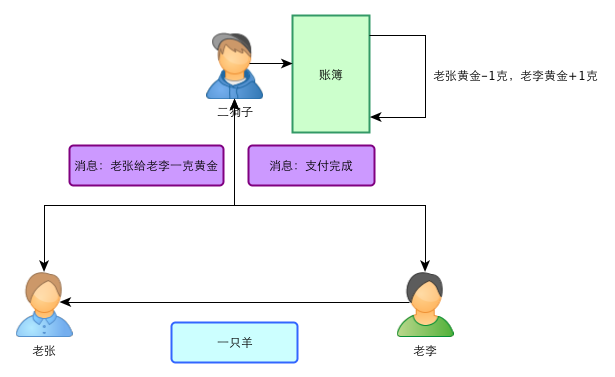 账簿
老张黄金-1克，老李黄金+1克
二狗子
消息：老张给老李一克黄金
消息：支付完成
老张
一只羊
老李